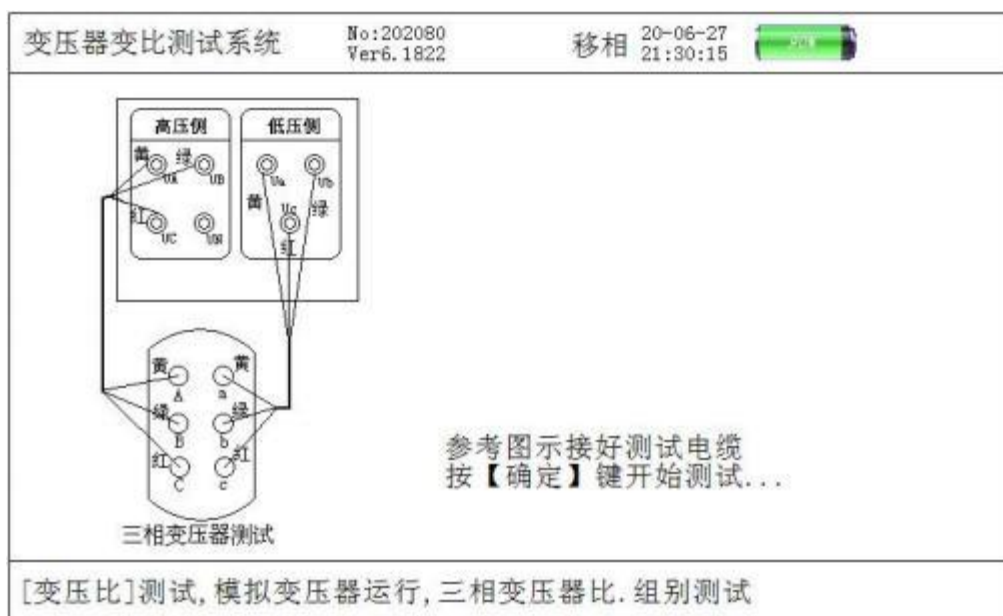 变压器变比测试系统
No:202080
Ver6.1822
移相
20-06-27
21:30:15
高压侧
低压侧
黄
绿
UA
UB
Ua
Ub
黄
Uc
绿
红
UC
UN
红
黄
黄
A
a
绿
绿
B
b
红
红
C
c
三相变压器测试
参考图示接好测试电缆
按【确定】键开始测试...
[变压比]测试,模拟变压器运行,三相变压器比.组别测试